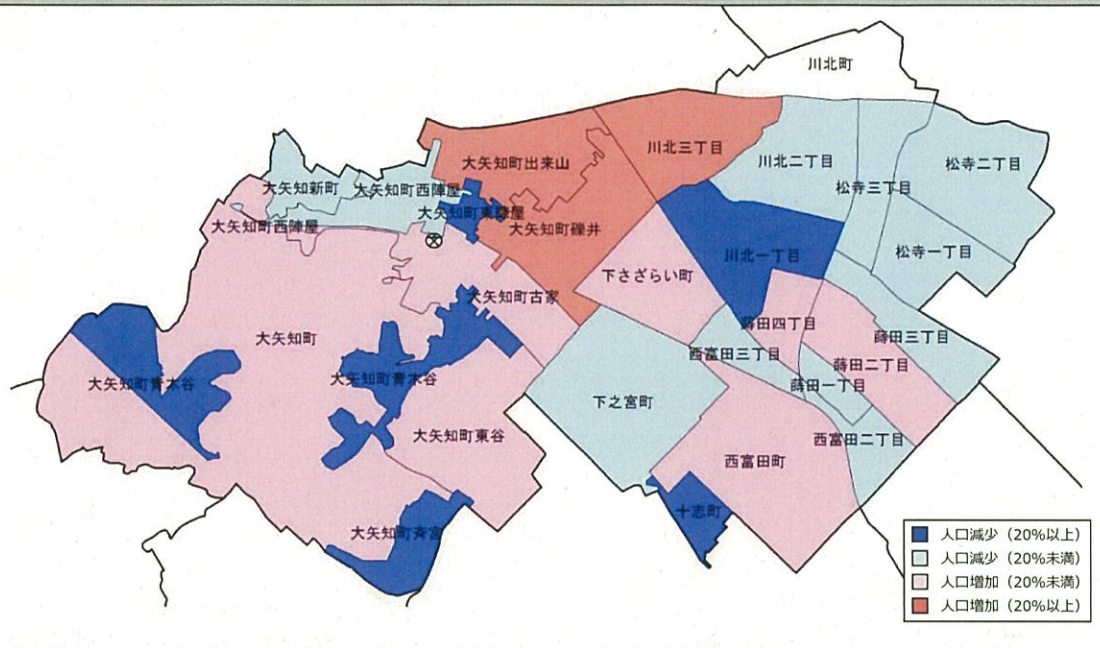 川北町
川北三丁目
大矢知町出来山
川北二丁目
松寺二丁目
松寺三丁目
大矢知新町
大矢知町西陣屋
大矢知町東陣屋
大矢知町西陣屋
大矢知町礫井
松寺一丁目
川北一丁目
下さざらい町
大矢知町古家
蒔田四丁目
蒔田三丁目
大矢知町
西富田三丁目
蒔田二丁目
大矢知町青木谷
大矢知町青木谷
蒔田一丁目
下之宮町
大矢知町東谷
西富田二丁目
西富田町
十志町
大矢知町斉宮
人口減少（20%以上）
人口減少（20%未満）
人口増加（20%未満）
人口増加（20%以上）